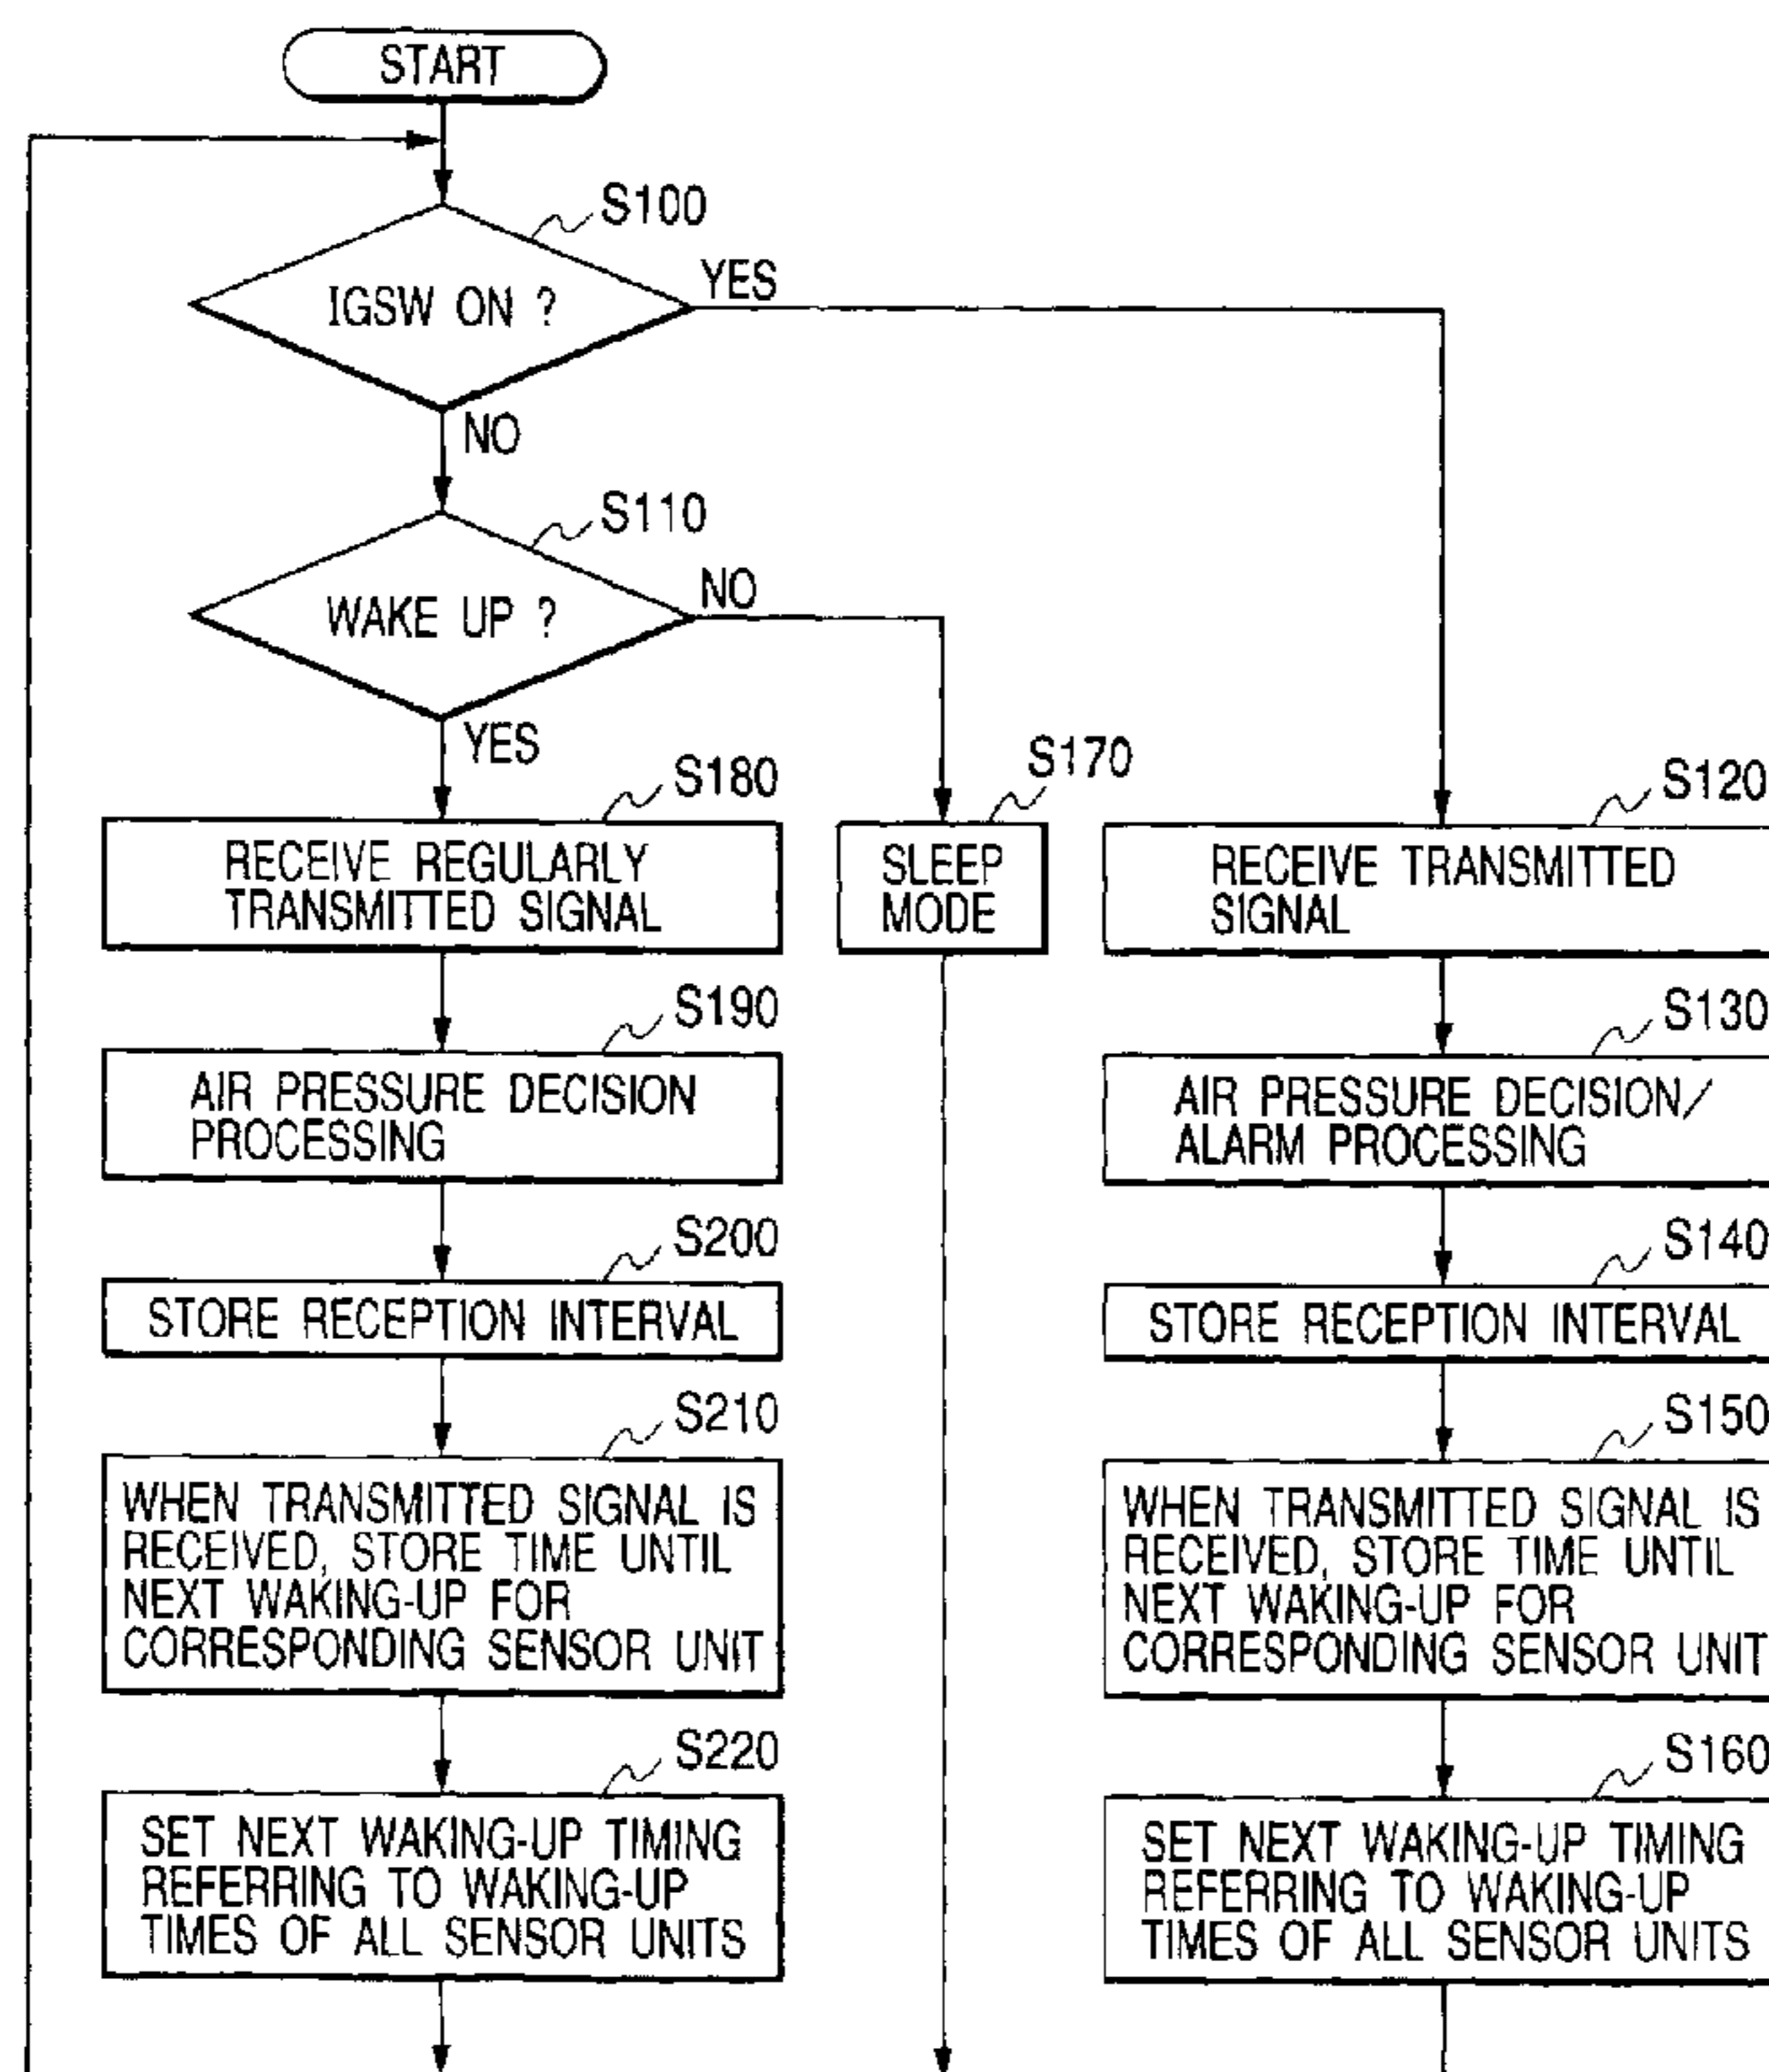 START
S100
IGSW ON ?
YES
NO
S110
WAKE UP ?
NO
YES
S180
RECEIVE REGULARLY
TRANSMITTED SIGNAL
S190
AIR PRESSURE DECISION
PROCESSING
S200
STORE RECEPTION INTERVAL
S210
WHEN TRANSMITTED SIGNAL IS
RECEIVED, STORE TIME UNTIL
NEXT WAKING-UP FOR
CORRESPONDING SENSOR UNIT
S220
SET NEXT WAKING-UP TIMING
REFERRING TO WAKING-UP
TIMES OF ALL SENSOR UNITS
S170
SLEEP
MODE
S120
RECEIVE TRANSMITTED
SIGNAL
S130
AIR PRESSURE DECISION/
ALARM PROCESSING
S140
STORE RECEPTION INTERVAL
S150
WHEN TRANSMITTED SIGNAL IS
RECEIVED, STORE TIME UNTIL
NEXT WAKING-UP FOR
CORRESPONDING SENSOR UNIT
S160
SET NEXT WAKING-UP TIMING
REFERRING TO WAKING-UP
TIMES OF ALL SENSOR UNITS